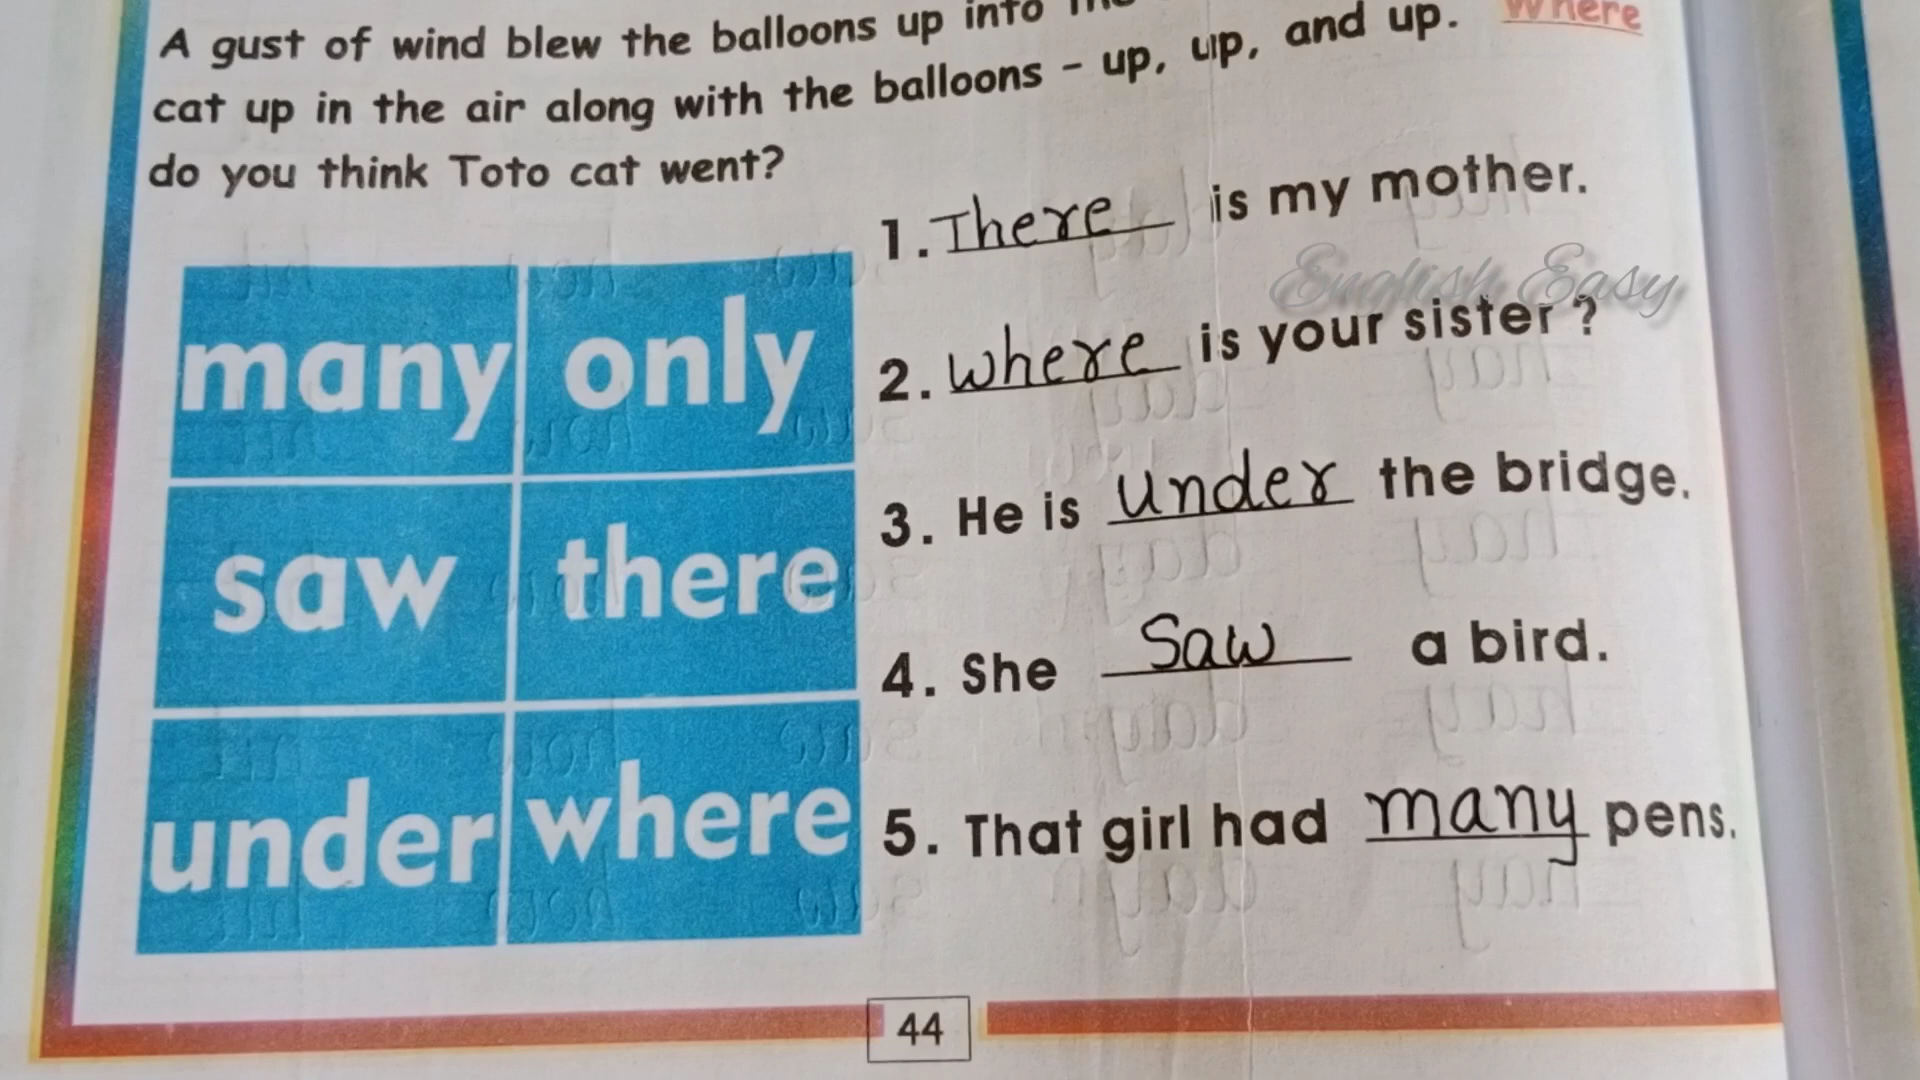 A gust of wind blew the balloons up into
cat up in the air along with the balloons - up, up, and up. Where
do you think Toto cat went?
many only
saw there
under where
1. There is my mother.
English Easy
2. where is your sister ?
3. He is under the bridge.
4. She Saw a bird.
5. That girl had many pens.
44